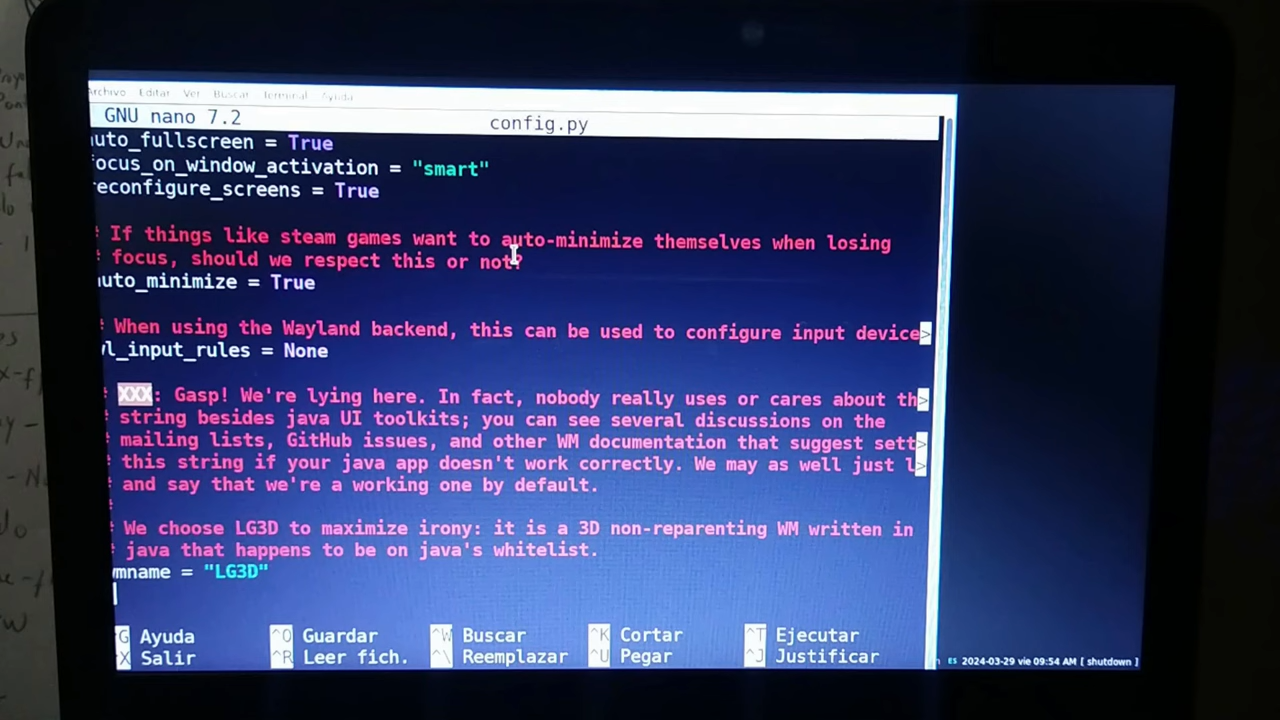 Archivo Editar Ver Buscar Terminal Ayuda
GNU nano 7.2 config.py
auto_fullscreen = True
focus_on_window_activation = "smart"
reconfigure_screens = True
# If things like steam games want to auto-minimize themselves when losing
# focus, should we respect this or not?
auto_minimize = True
# When using the Wayland backend, this can be used to configure input device>
wl_input_rules = None
# XXX: Gasp! We're lying here. In fact, nobody really uses or cares about th>
# string besides java UI toolkits; you can see several discussions on the
# mailing lists, GitHub issues, and other WM documentation that suggest sett>
# this string if your java app doesn't work correctly. We may as well just l>
# and say that we're a working one by default.
#
# We choose LG3D to maximize irony: it is a 3D non-reparenting WM written in
# java that happens to be on java's whitelist.
wmname = "LG3D"
^G Ayuda ^O Guardar ^W Buscar ^K Cortar ^T Ejecutar
^X Salir ^R Leer fich. ^\ Reemplazar ^U Pegar ^J Justificar
ES 2024-03-29 vie 09:54 AM [ shutdown ]